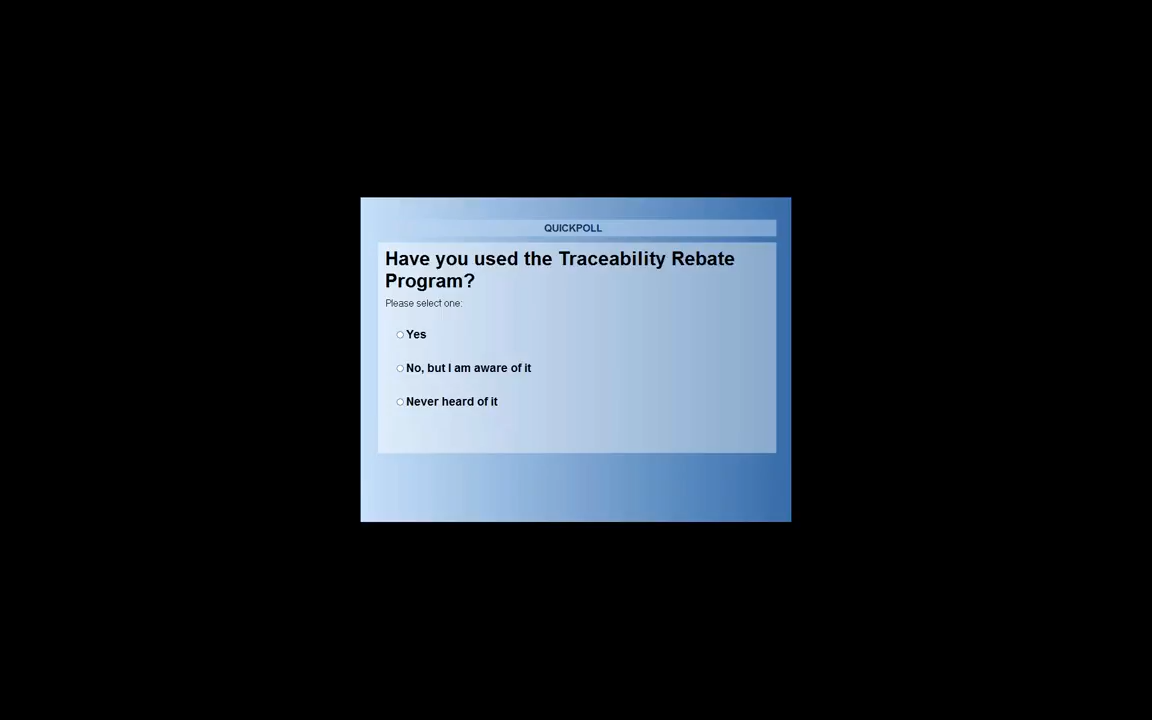 QUICKPOLL
Have you used the Traceability Rebate
Program?
Please select one:
Yes
No, but I am aware of it
Never heard of it